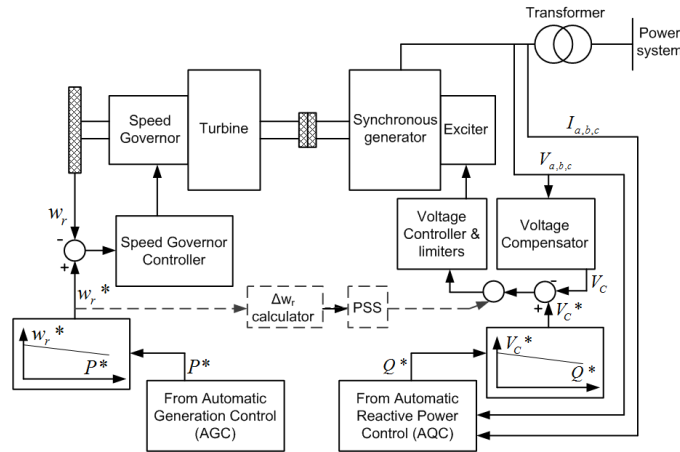 Transformer
Power
system
Speed
Governor
Turbine
Synchronous
generator
Exciter
I a,b,c
V a,b,c
w r
-
+
Speed Governor
Controller
Voltage
Controller &
limiters
Voltage
Compensator
w r *
Δw r
calculator
PSS
-
+
V C
V C *
w r *
P*
P*
From Automatic
Generation Control
(AGC)
Q*
From Automatic
Reactive Power
Control (AQC)
V C *
Q*